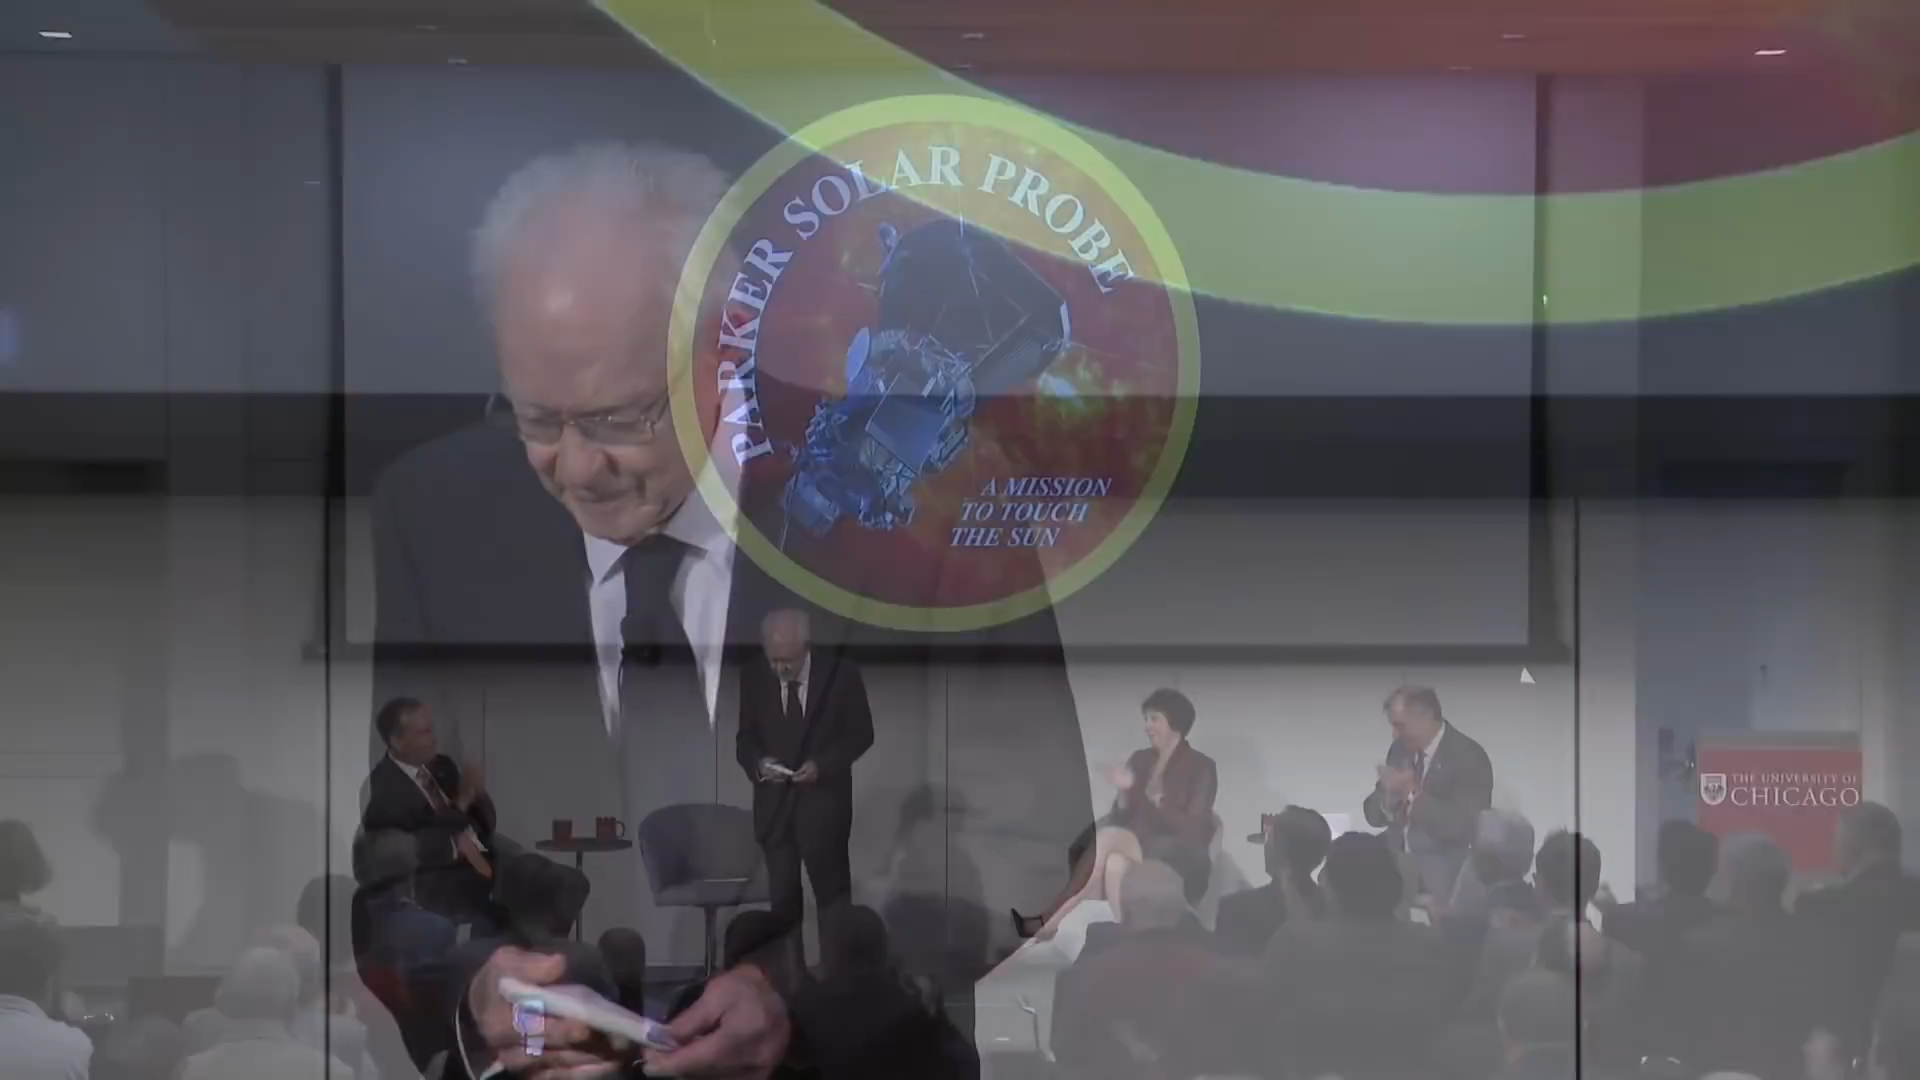 PARKER SOLAR PROBE
A MISSION
TO TOUCH
THE SUN
THE UNIVERSITY OF
CHICAGO